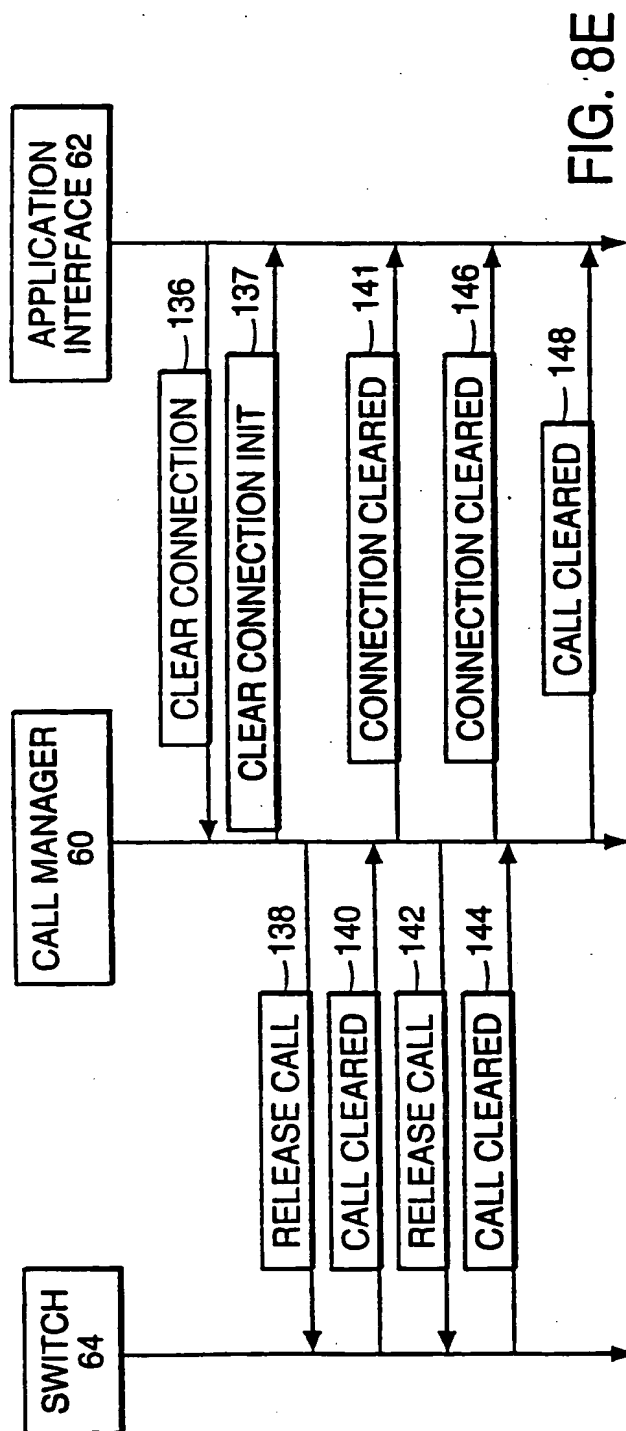 SWITCH
64
CALL MANAGER
60
APPLICATION
INTERFACE 62
CLEAR CONNECTION
136
CLEAR CONNECTION INIT
137
RELEASE CALL
138
CALL CLEARED
140
CONNECTION CLEARED
141
RELEASE CALL
142
CALL CLEARED
144
CONNECTION CLEARED
146
CALL CLEARED
148
FIG. 8E